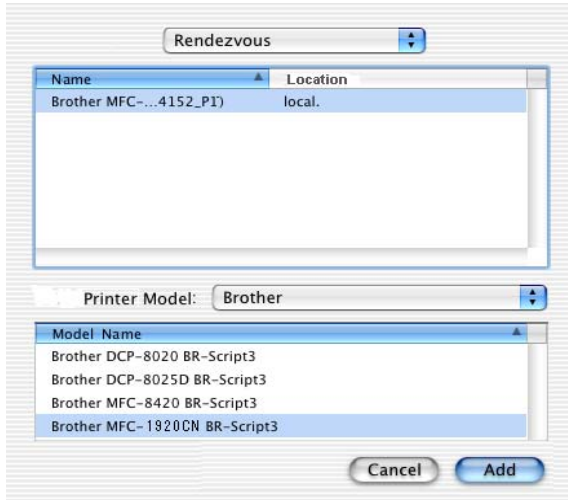 Rendezvous
Name Location
Brother MFC-...4152_P1) local.
Printer Model: Brother
Model Name
Brother DCP-8020 BR-Script3
Brother DCP-8025D BR-Script3
Brother MFC-8420 BR-Script3
Brother MFC-1920CN BR-Script3
Cancel Add